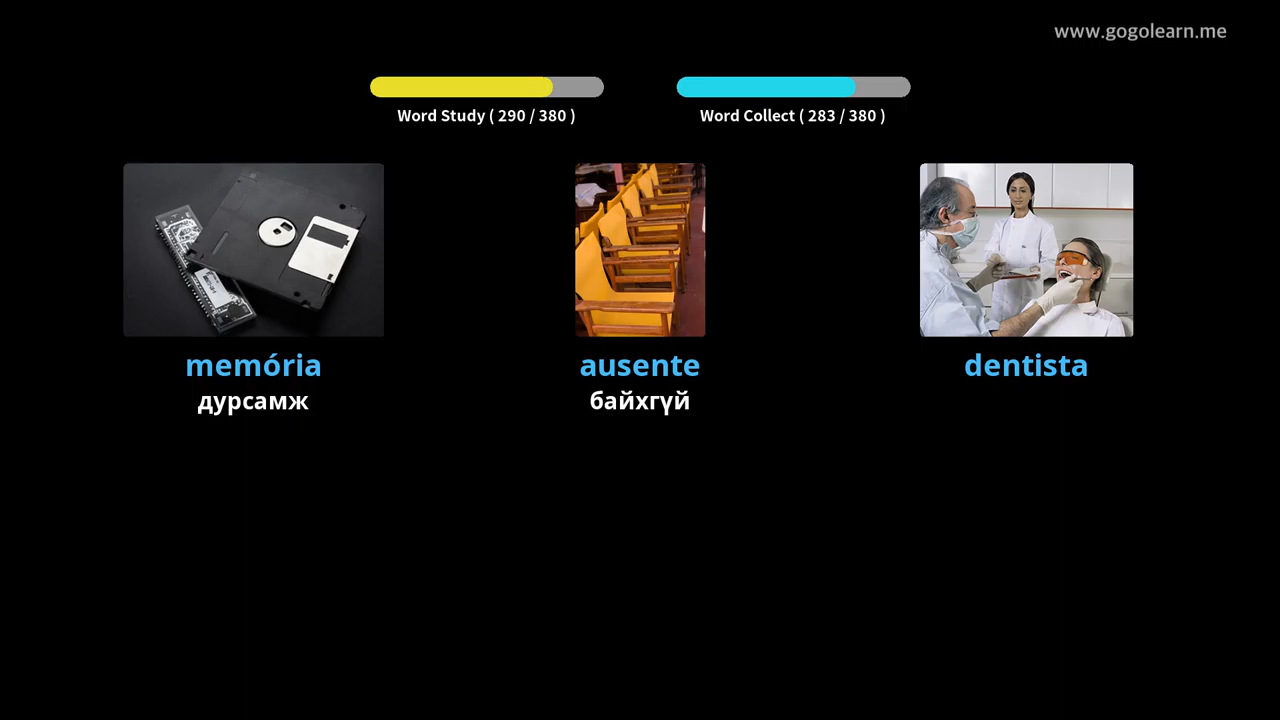 www.gogolearn.me
Word Study ( 290 / 380 )
Word Collect ( 283 / 380 )
memória
дурсамж
ausente
байхгүй
dentista